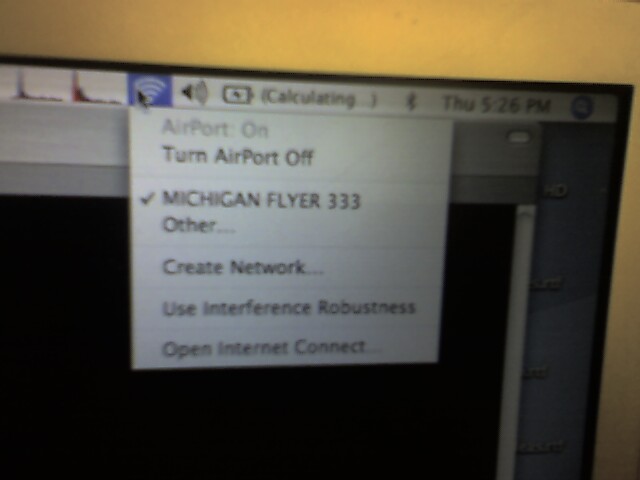 (Calculating...) Thu 5:26 PM
AirPort: On
Turn AirPort Off
✓ MICHIGAN FLYER 333
Other...
HD
Create Network...
Use Interference Robustness
Open Internet Connect...